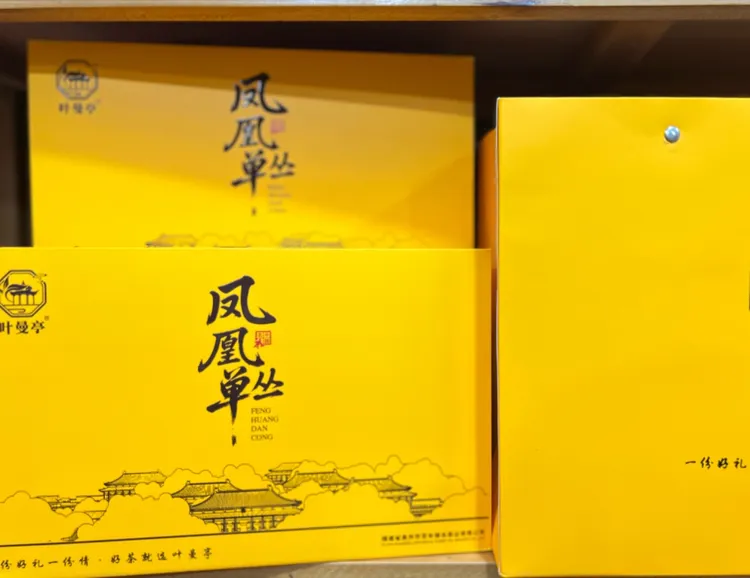 叶曼亭
凤凰单丛
叶曼亭
凤凰单丛
FENG
HUANG
DAN
CONG
份好礼一份情 · 好茶就选叶曼亭
一份好礼